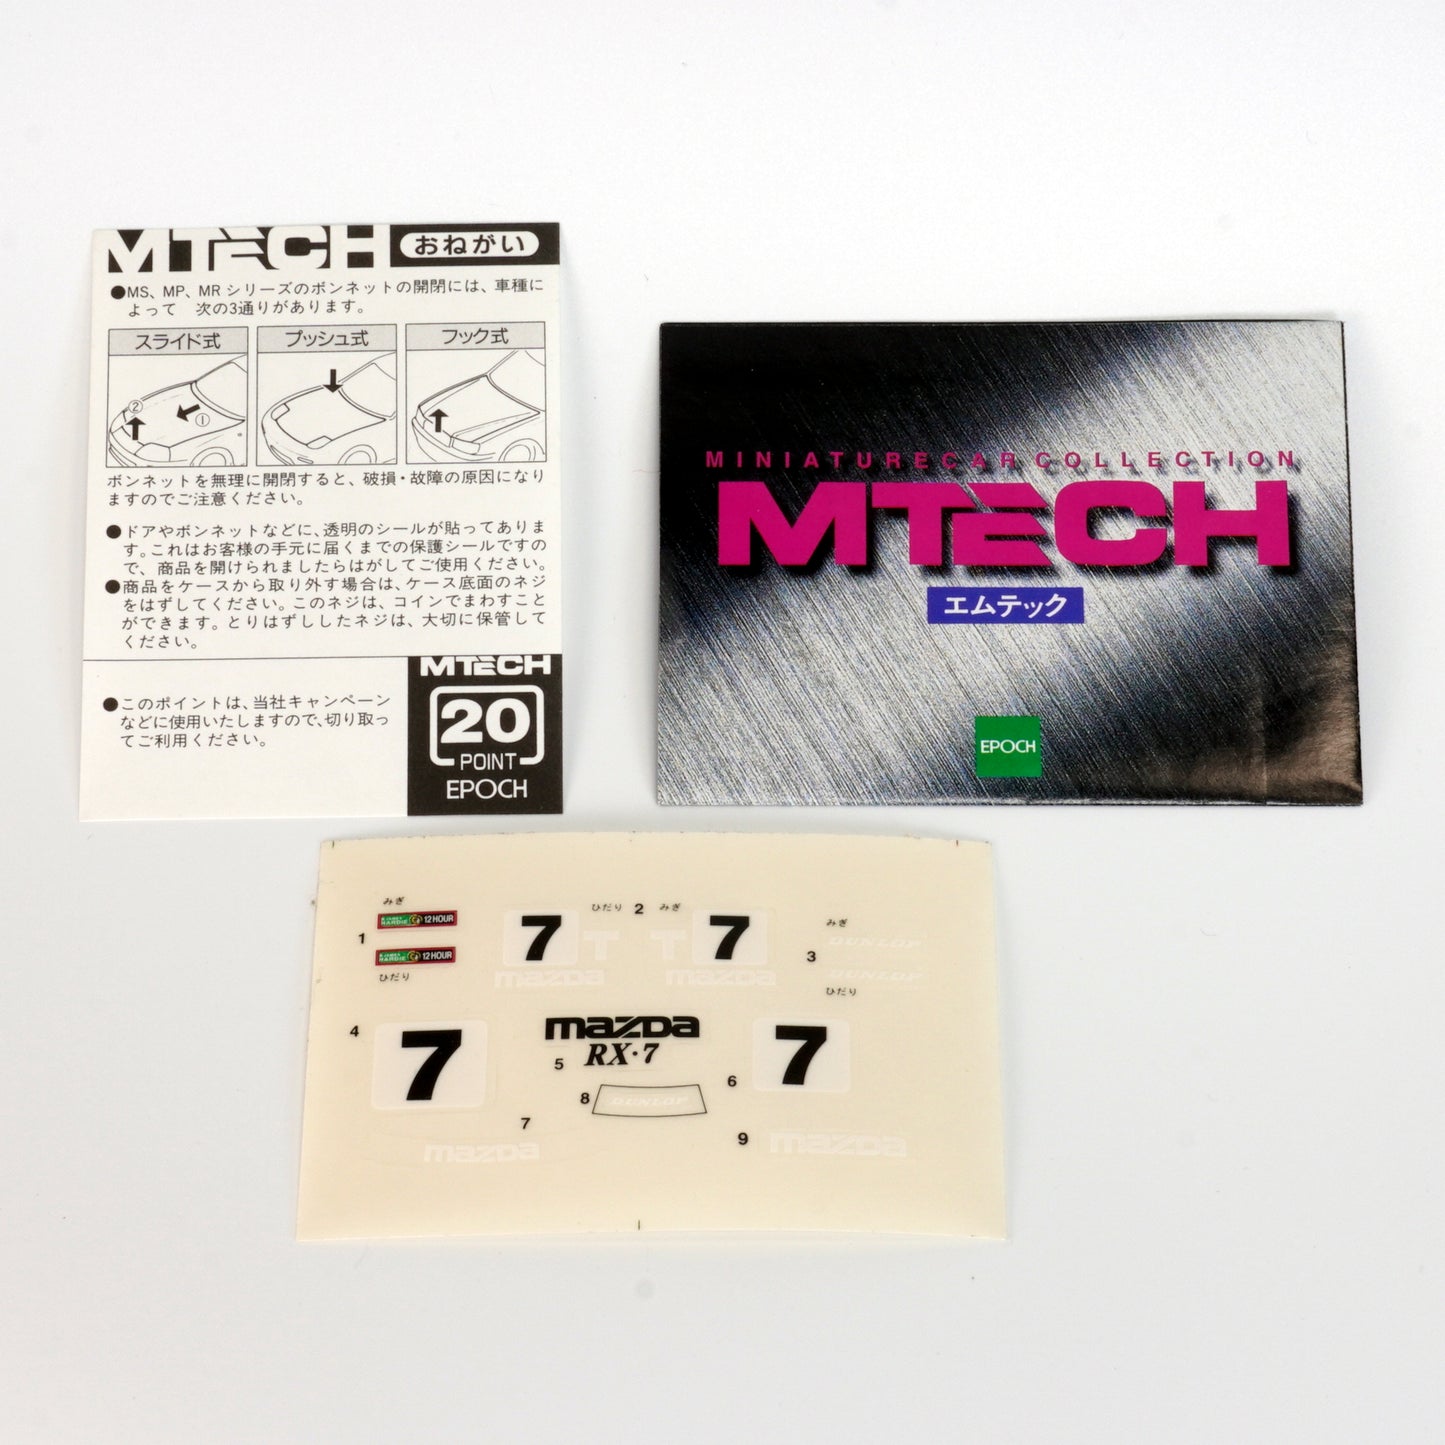 MTECH おねがい
●MS、MP、MRシリーズのボンネットの開閉には、車種に
よって 次の3通りがあります。
スライド式 プッシュ式 フック式
② ①
ボンネットを無理に開閉すると、破損・故障の原因になり
ますのでご注意ください。
●ドアやボンネットなどに、透明のシールが貼ってありま
す。これはお客様の手元に届くまでの保護シールですの
で、商品を開けられましたらはがしてご使用ください。
●商品をケースから取り外す場合は、ケース底面のネジ
をはずしてください。このネジは、コインでまわすこと
ができます。とりはずししたネジは、大切に保管して
ください。
●このポイントは、当社キャンペーン
などに使用いたしますので、切り取っ
てご利用ください。
MTECH
20
POINT
EPOCH
MINIATURECAR COLLECTION
MTECH
エムテック
EPOCH
みぎ
1
HARDIE 12 HOUR
HARDIE 12 HOUR
ひだり
7 T ひだり 2 みぎ T 7
mazda mazda
みぎ
3
DUNLOP
DUNLOP
ひだり
4 7
mazda
5 RX-7
6 7
7 mazda
8 DUNLOP
9 mazda